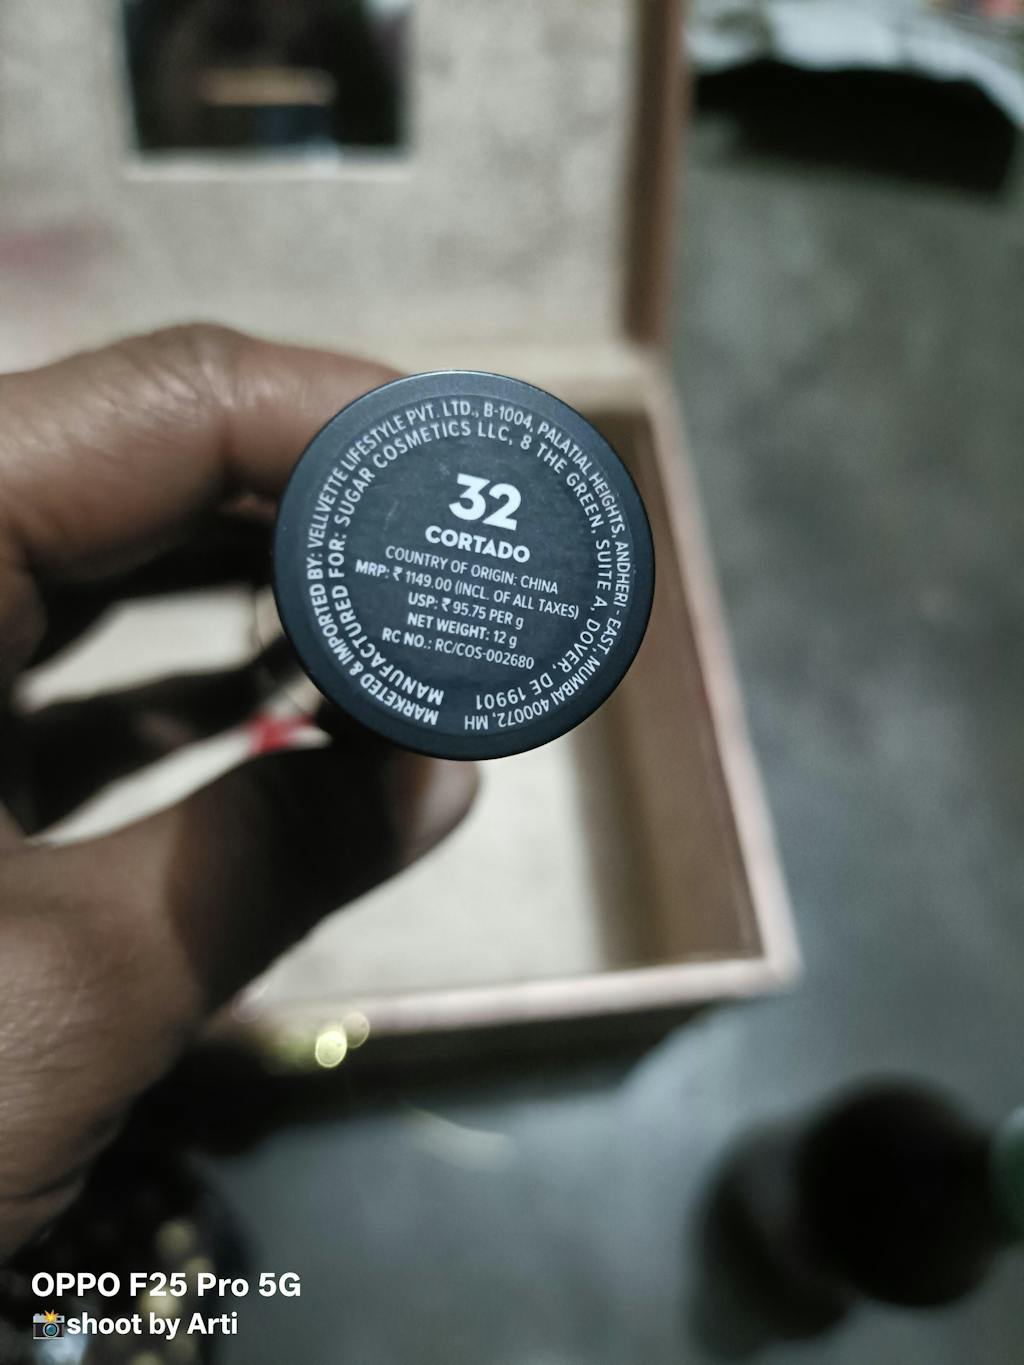 MARKETED & IMPORTED BY: VELLVETTE LIFESTYLE PVT. LTD., B-1004, PALATIAL HEIGHTS, ANDHERI - EAST, MUMBAI 400072, MH
MANUFACTURED FOR: SUGAR COSMETICS LLC, 8 THE GREEN, SUITE A, DOVER, DE 19901
32
CORTADO
COUNTRY OF ORIGIN: CHINA
MRP: ₹ 1149.00 (INCL. OF ALL TAXES)
USP: ₹ 95.75 PER g
NET WEIGHT: 12 g
RC NO.: RC/COS-002680
OPPO F25 Pro 5G
📸shoot by Arti